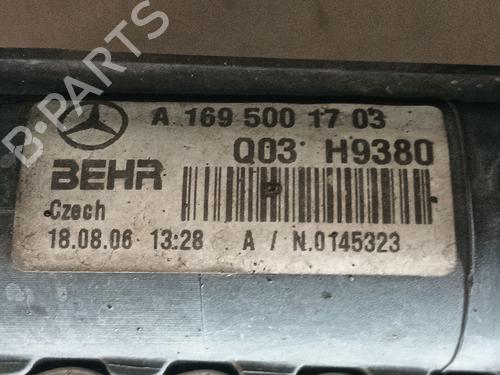 A 169 500 17 03
Q03 H9380
BEHR
Czech
18.08.06 13:28 A / N.0145323
B-PARTS